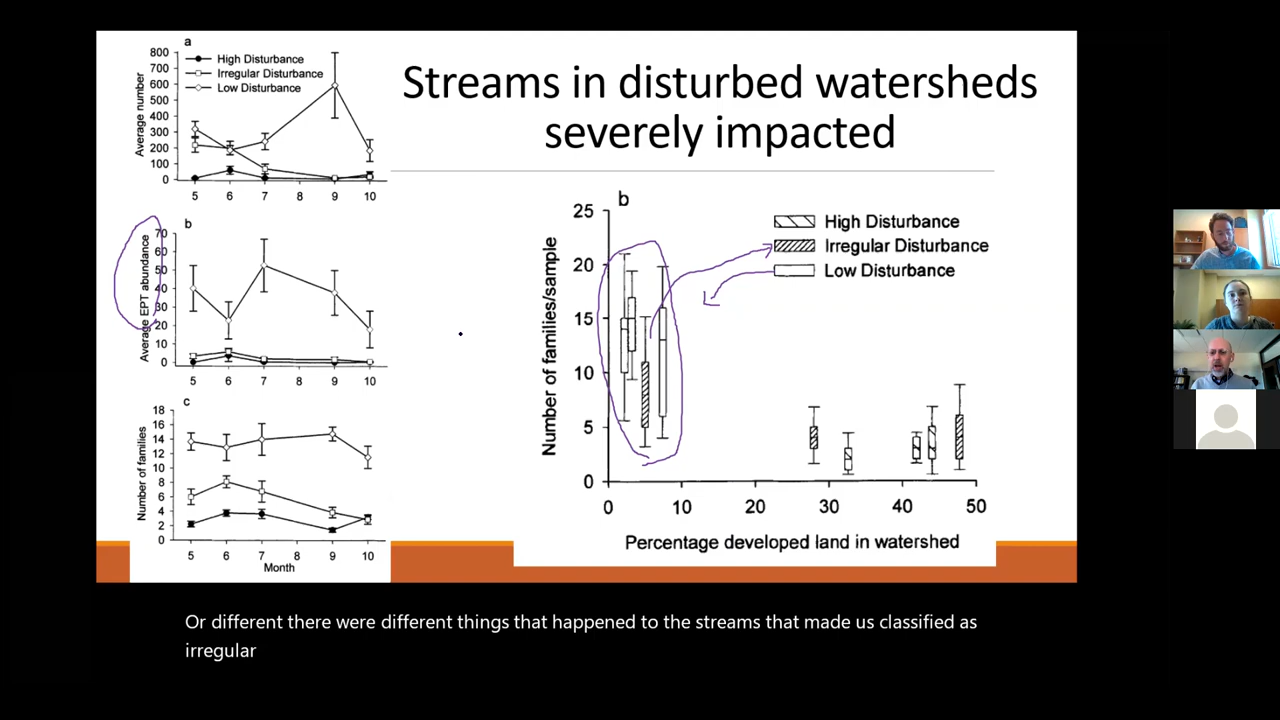 Streams in disturbed watersheds
severely impacted
a
High Disturbance
Irregular Disturbance
Low Disturbance
Average number
800
700
600
500
400
300
200
100
0
5 6 7 8 9 10
b
Average EPT abundance
70
60
50
40
30
20
10
0
5 6 7 8 9 10
c
Number of families
18
16
14
12
10
8
6
4
2
0
5 6 7 8 9 10
Month
b
High Disturbance
Irregular Disturbance
Low Disturbance
Number of families/sample
25
20
15
10
5
0
0 10 20 30 40 50
Percentage developed land in watershed
Or different there were different things that happened to the streams that made us classified as
irregular